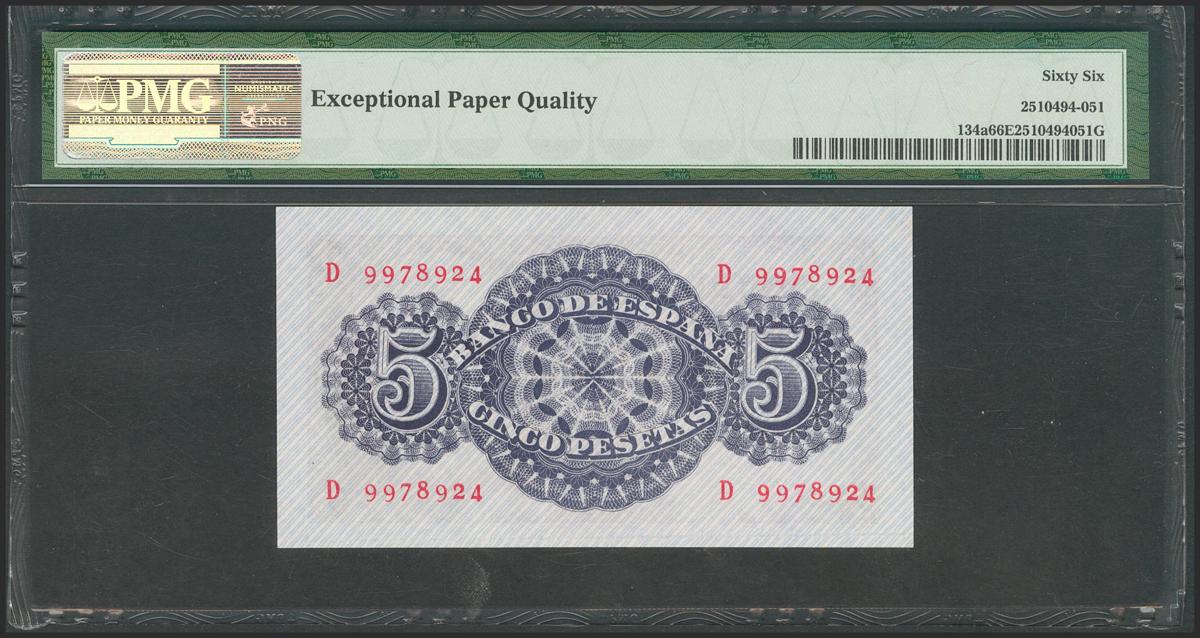 PMG
PAPER MONEY GUARANTY
NUMISMATIC
PNG
Exceptional Paper Quality
Sixty Six
2510494-051
134a66E2510494051G
D 9978924
D 9978924
BANCO DE ESPAÑA
5
5
CINCO PESETAS
D 9978924
D 9978924